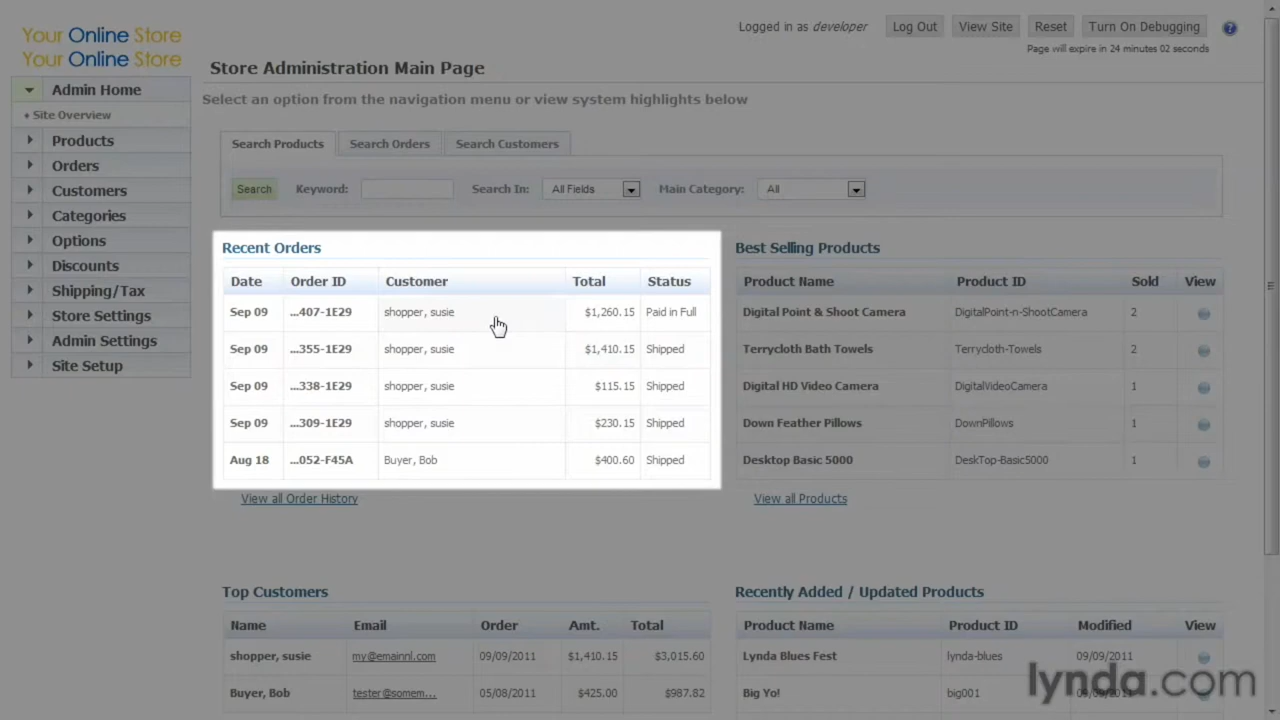 Your Online Store
Your Online Store
Logged in as developer
Log Out
View Site
Reset
Turn On Debugging
?
Page will expire in 24 minutes 02 seconds
Admin Home
Site Overview
Products
Orders
Customers
Categories
Options
Discounts
Shipping/Tax
Store Settings
Admin Settings
Site Setup
Store Administration Main Page
Select an option from the navigation menu or view system highlights below
Search Products
Search Orders
Search Customers
Search Keyword: Search In: All Fields Main Category: All
Recent Orders
Date Order ID Customer Total Status
Sep 09 ...407-1E29 shopper, susie $1,260.15 Paid in Full
Sep 09 ...355-1E29 shopper, susie $1,410.15 Shipped
Sep 09 ...338-1E29 shopper, susie $115.15 Shipped
Sep 09 ...309-1E29 shopper, susie $230.15 Shipped
Aug 18 ...052-F45A Buyer, Bob $400.60 Shipped
View all Order History
Best Selling Products
Product Name Product ID Sold View
Digital Point & Shoot Camera DigitalPoint-n-ShootCamera 2
Terrycloth Bath Towels Terrycloth-Towels 2
Digital HD Video Camera DigitalVideoCamera 1
Down Feather Pillows DownPillows 1
Desktop Basic 5000 DeskTop-Basic5000 1
View all Products
Top Customers
Name Email Order Amt. Total
shopper, susie my@emainnl.com 09/09/2011 $1,410.15 $3,015.60
Buyer, Bob tester@somem... 05/08/2011 $425.00 $987.82
Recently Added / Updated Products
Product Name Product ID Modified View
Lynda Blues Fest lynda-blues 09/09/2011
Big Yo! big001
lynda.com